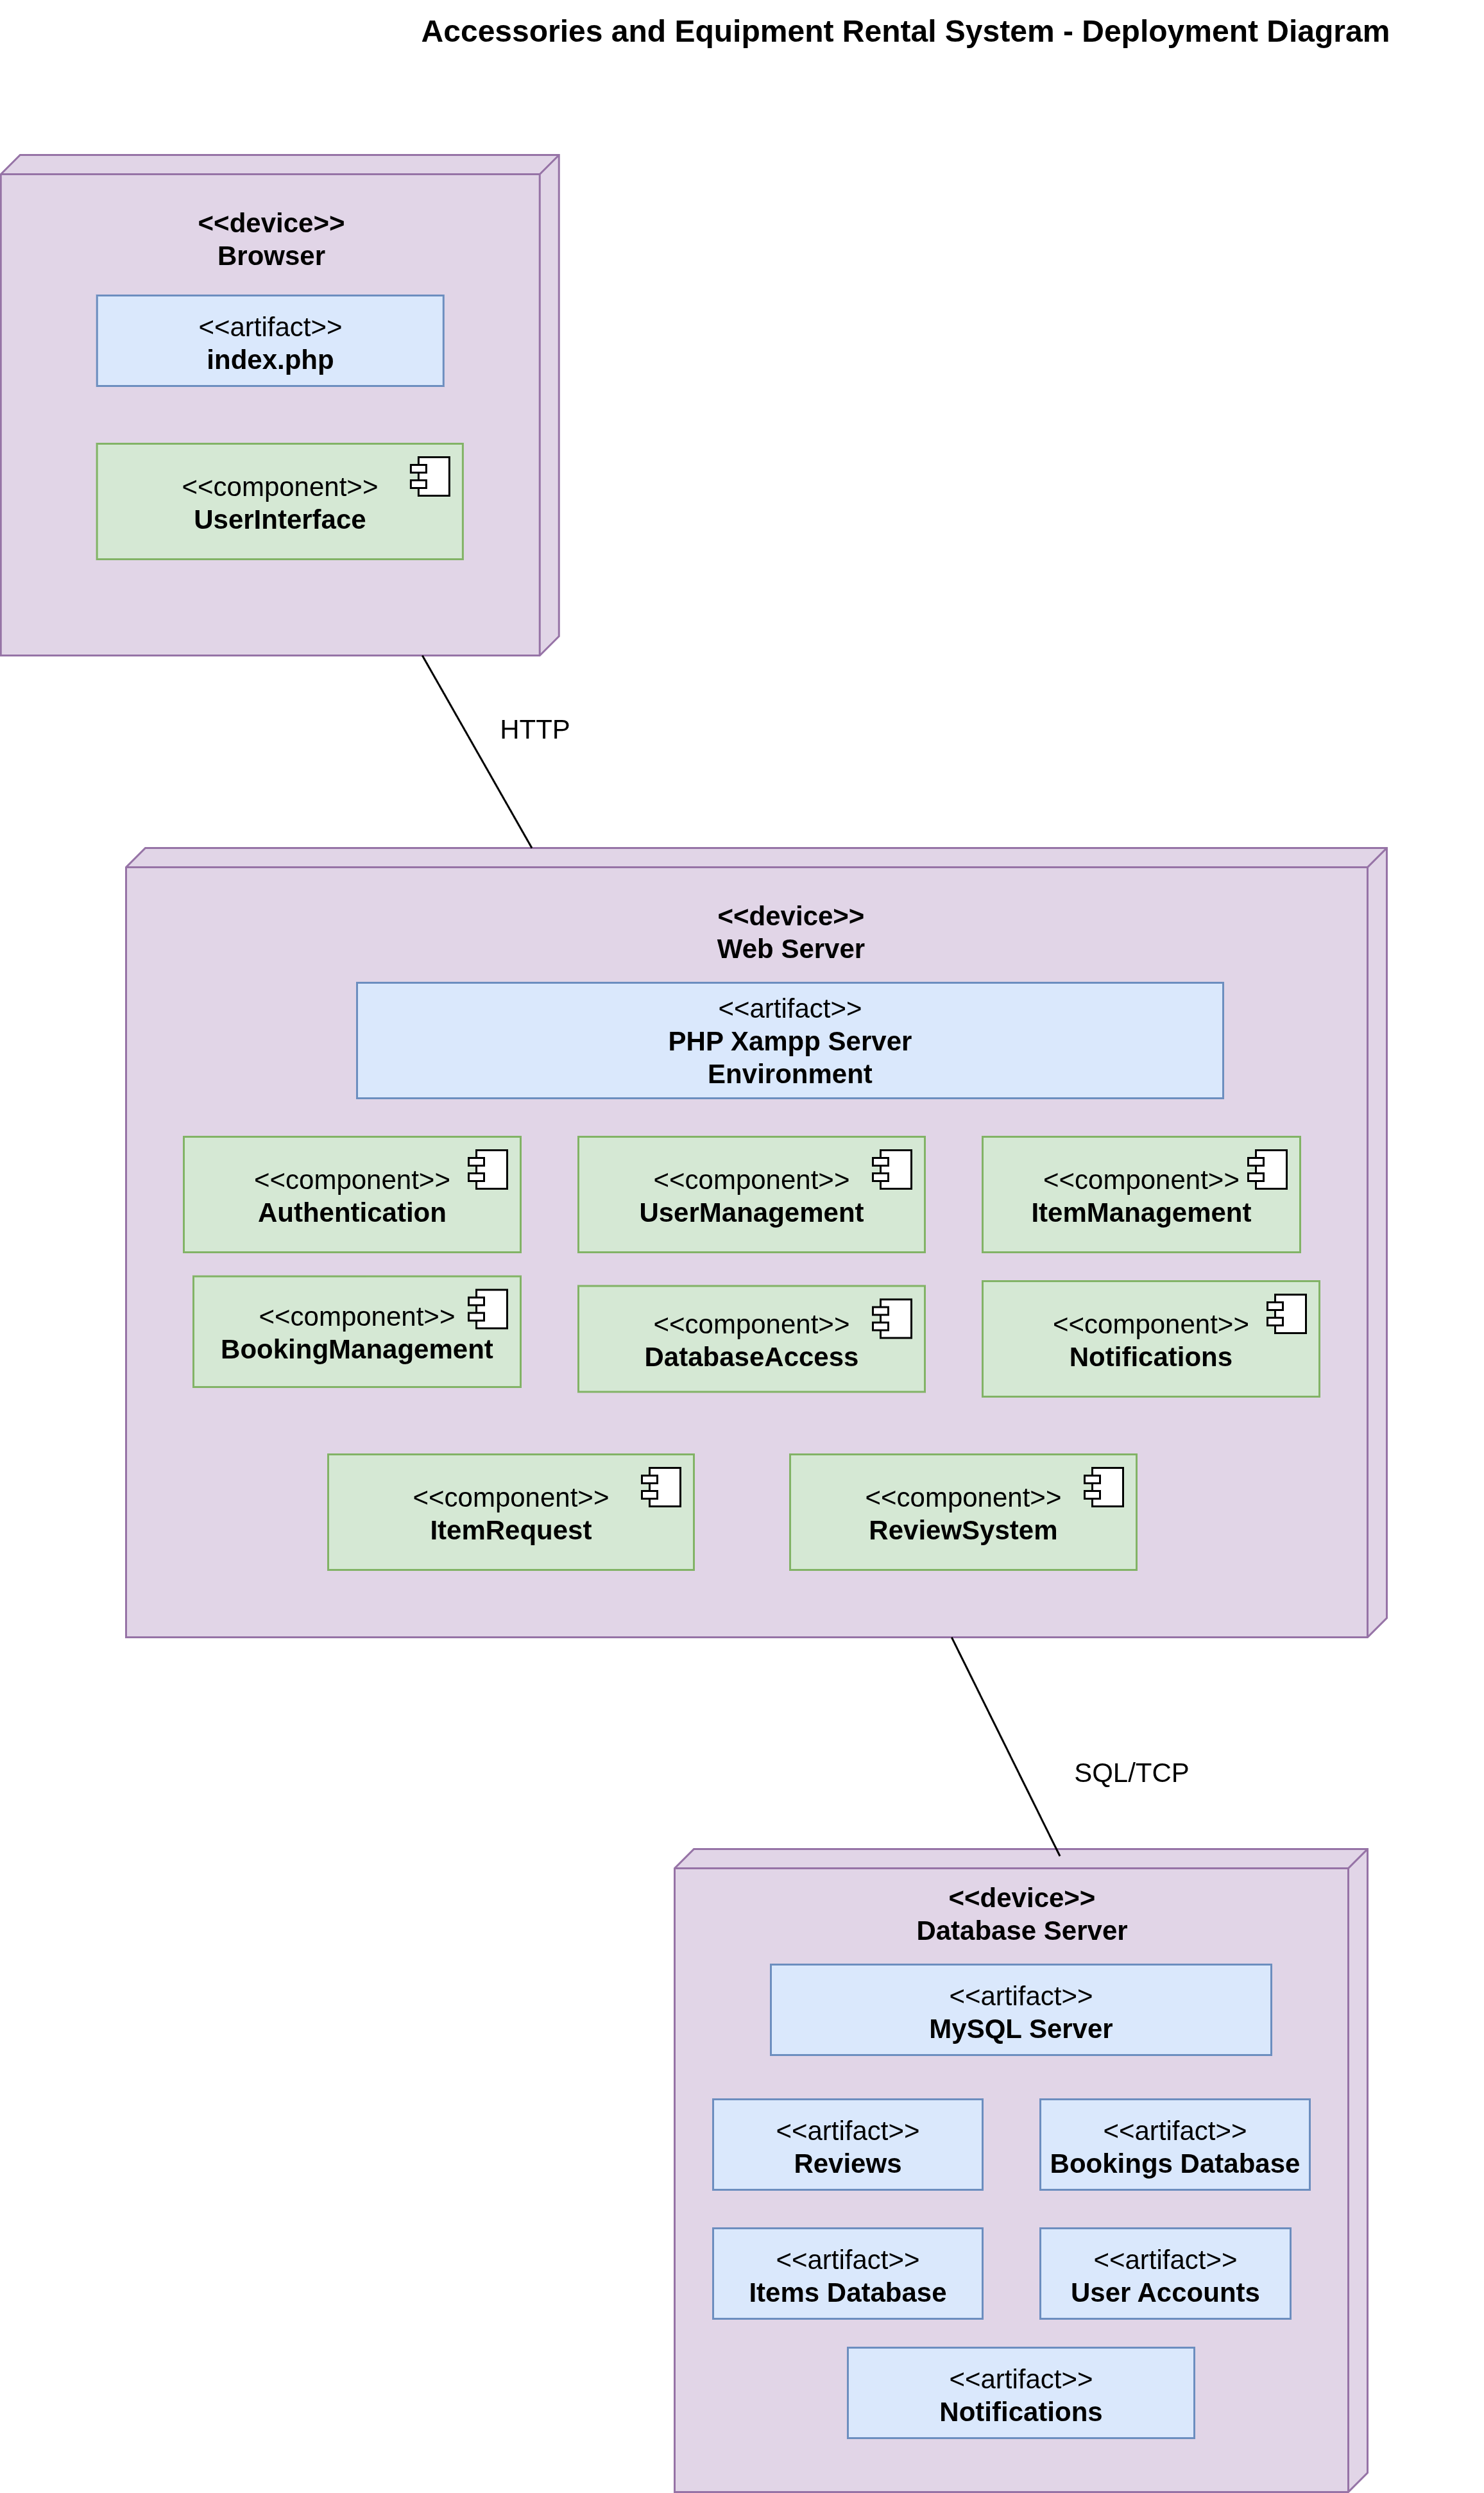 Accessories and Equipment Rental System - Deployment Diagram
<<device>>
Browser
<<artifact>>
index.php
<<component>>
UserInterface
HTTP
<<device>>
Web Server
<<artifact>>
PHP Xampp Server
Environment
<<component>>
Authentication
<<component>>
UserManagement
<<component>>
ItemManagement
<<component>>
BookingManagement
<<component>>
DatabaseAccess
<<component>>
Notifications
<<component>>
ItemRequest
<<component>>
ReviewSystem
SQL/TCP
<<device>>
Database Server
<<artifact>>
MySQL Server
<<artifact>>
Reviews
<<artifact>>
Bookings Database
<<artifact>>
Items Database
<<artifact>>
User Accounts
<<artifact>>
Notifications